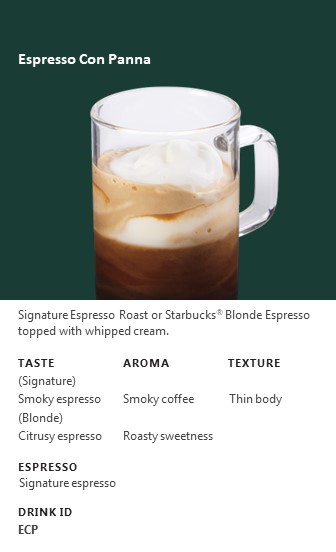 Espresso Con Panna
Signature Espresso Roast or Starbucks® Blonde Espresso
topped with whipped cream.
TASTE AROMA TEXTURE
(Signature)
Smoky espresso Smoky coffee Thin body
(Blonde)
Citrusy espresso Roasty sweetness
ESPRESSO
Signature espresso
DRINK ID
ECP